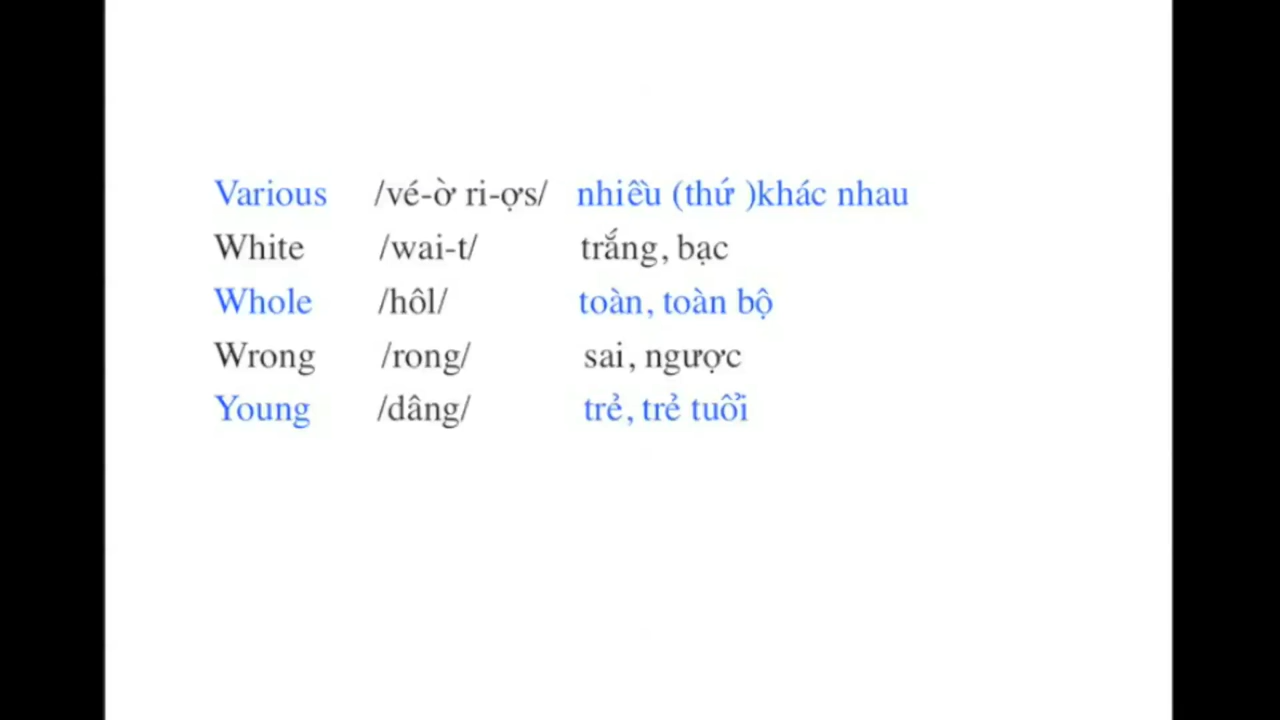 Various /vé-ờ ri-ợs/ nhiều (thứ )khác nhau
White /wai-t/ trắng, bạc
Whole /hôl/ toàn, toàn bộ
Wrong /rong/ sai, ngược
Young /dâng/ trẻ, trẻ tuổi